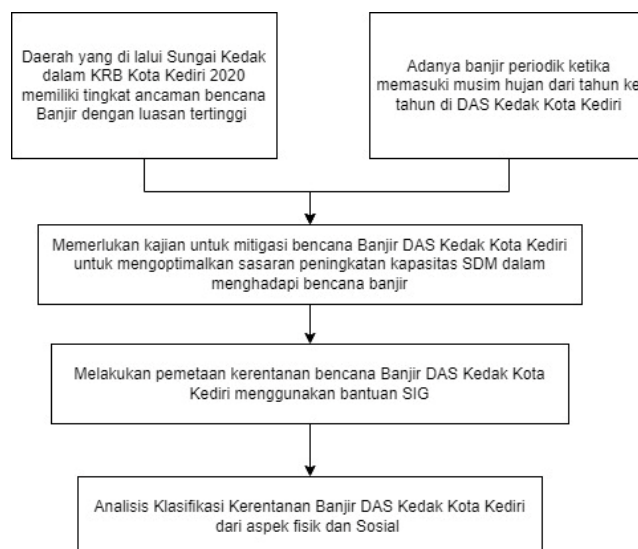 Daerah yang di lalui Sungai Kedak
dalam KRB Kota Kediri 2020
memiliki tingkat ancaman bencana
Banjir dengan luasan tertinggi
Adanya banjir periodik ketika
memasuki musim hujan dari tahun ke
tahun di DAS Kedak Kota Kediri
Memerlukan kajian untuk mitigasi bencana Banjir DAS Kedak Kota Kediri
untuk mengoptimalkan sasaran peningkatan kapasitas SDM dalam
menghadapi bencana banjir
Melakukan pemetaan kerentanan bencana Banjir DAS Kedak Kota
Kediri menggunakan bantuan SIG
Analisis Klasifikasi Kerentanan Banjir DAS Kedak Kota Kediri
dari aspek fisik dan Sosial